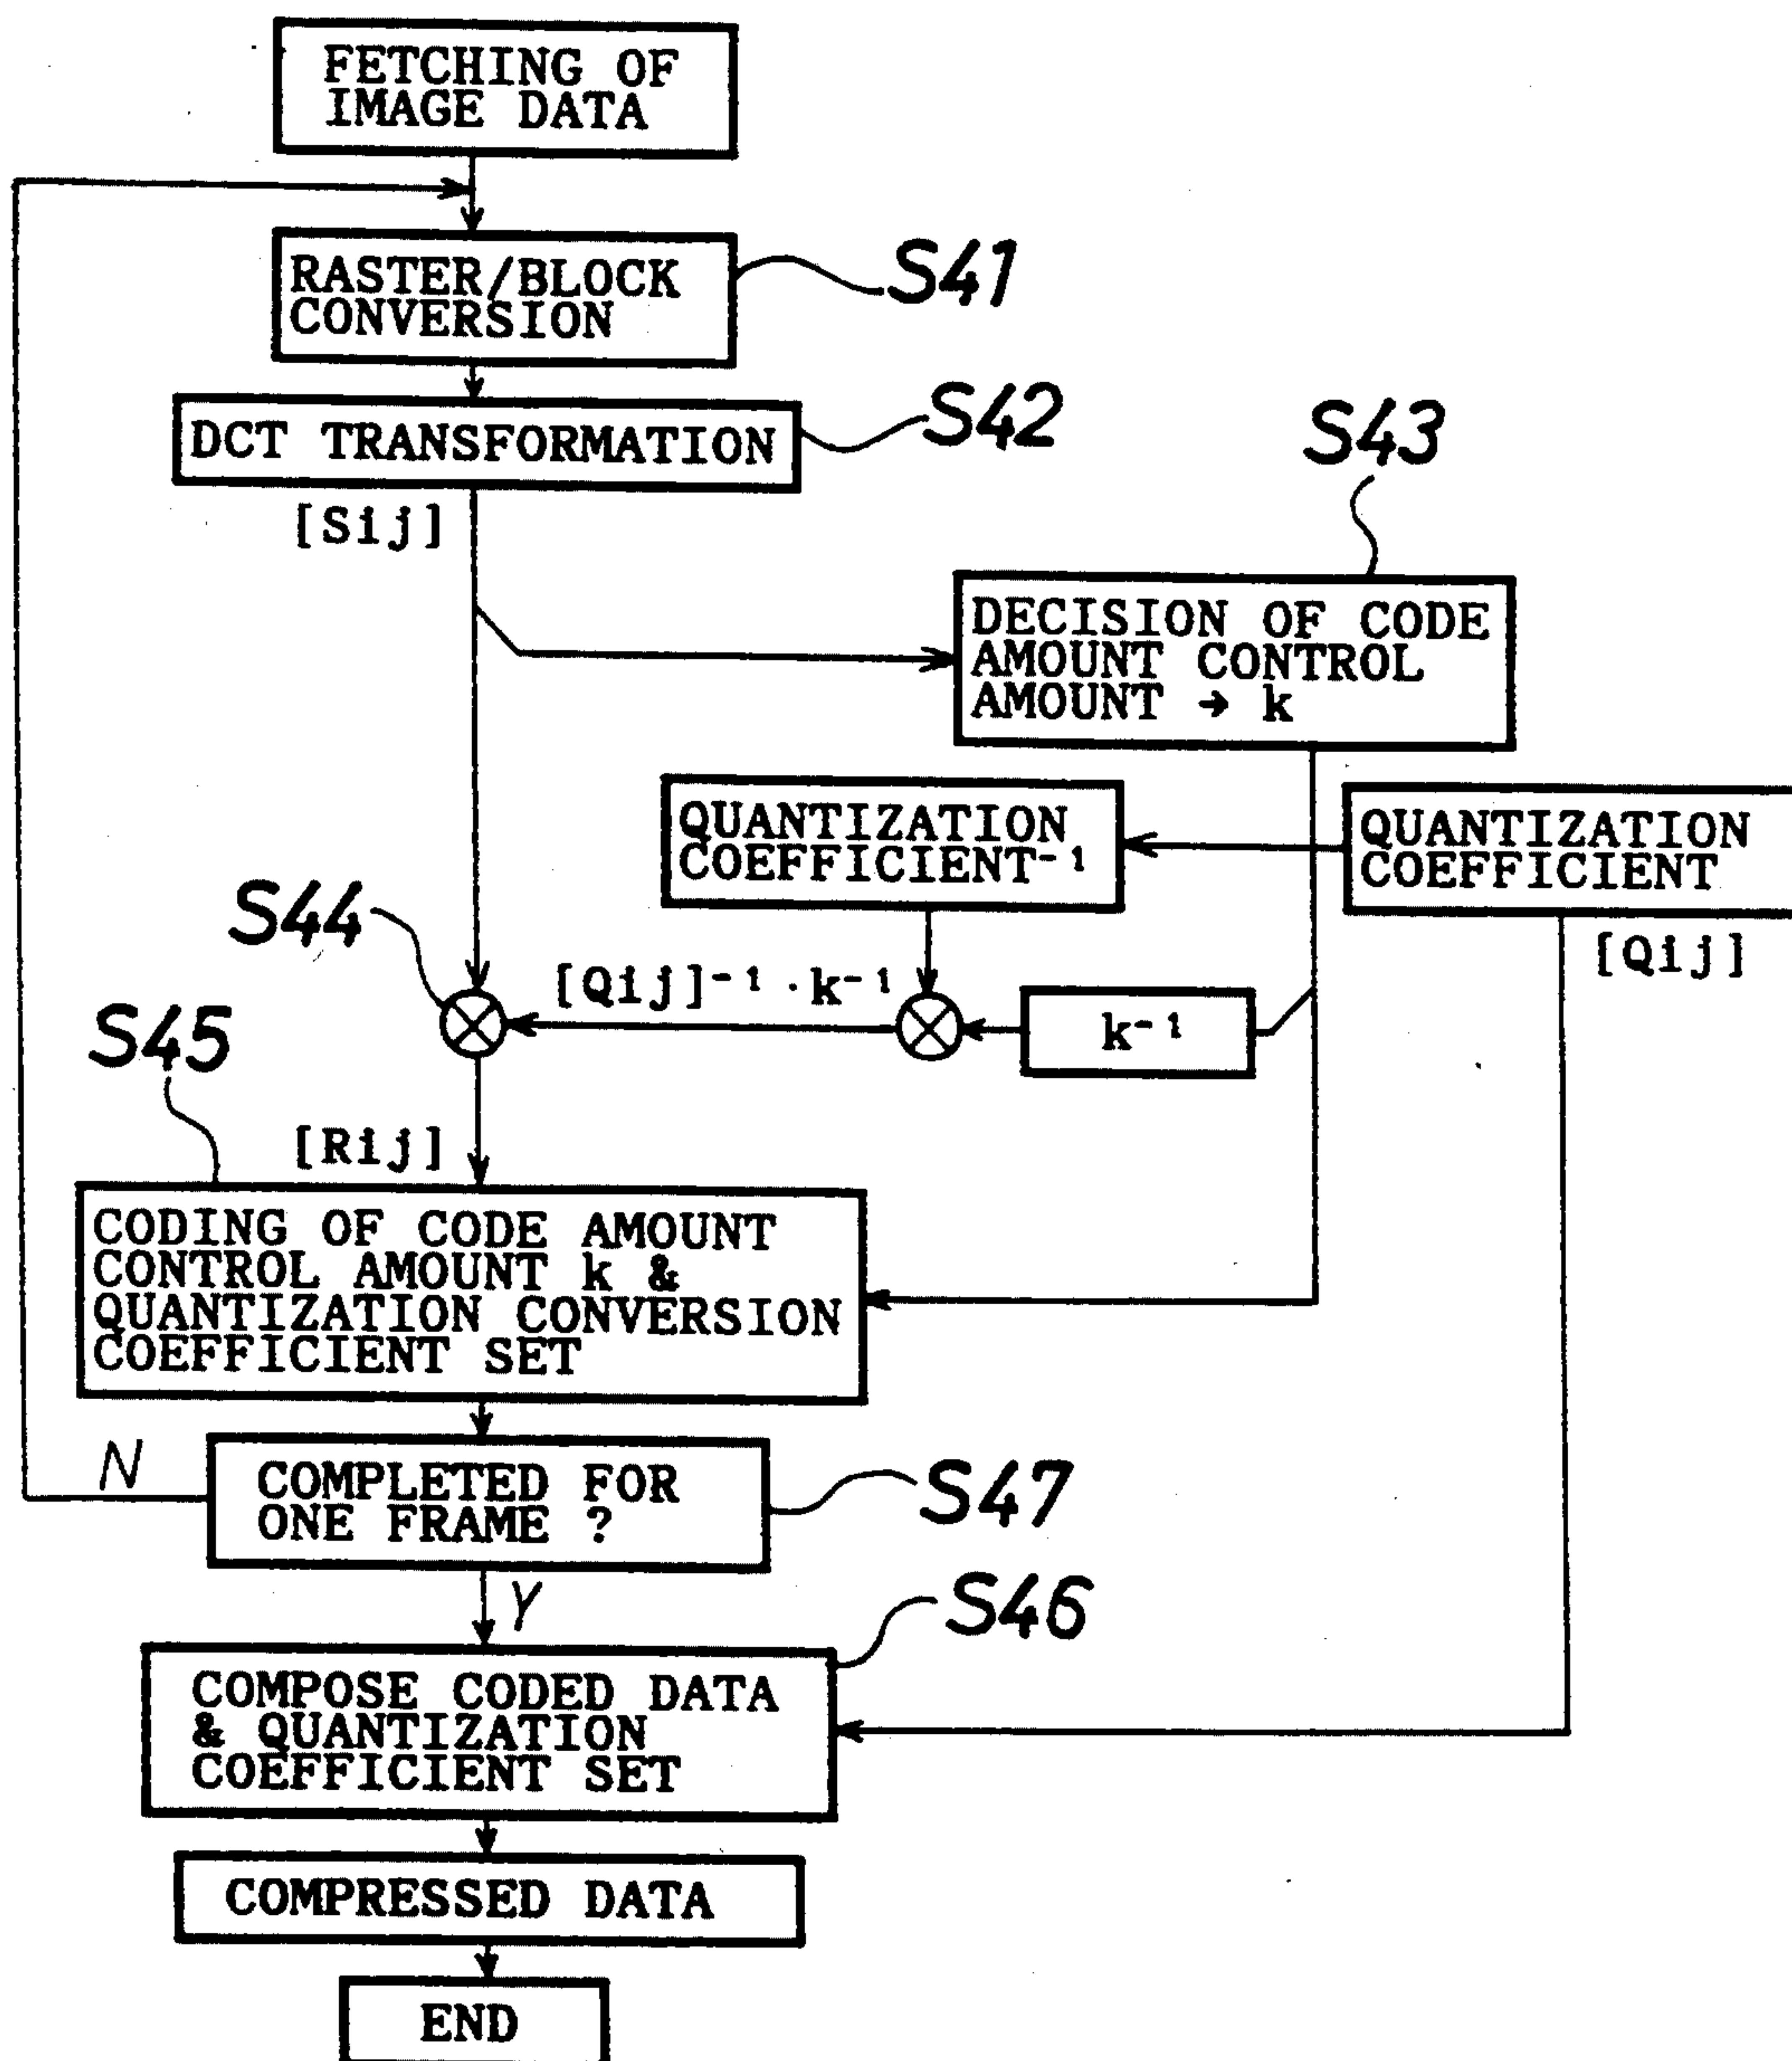 FETCHING OF
IMAGE DATA
RASTER/BLOCK
CONVERSION
S41
DCT TRANSFORMATION
S42
[Sij]
S43
DECISION OF CODE
AMOUNT CONTROL
AMOUNT → k
QUANTIZATION
COEFFICIENT⁻¹
QUANTIZATION
COEFFICIENT
[Qij]
S44
[Qij]⁻¹・k⁻¹
k⁻¹
S45
[Rij]
CODING OF CODE AMOUNT
CONTROL AMOUNT k &
QUANTIZATION CONVERSION
COEFFICIENT SET
N
COMPLETED FOR
ONE FRAME ?
S47
Y
S46
COMPOSE CODED DATA
& QUANTIZATION
COEFFICIENT SET
COMPRESSED DATA
END